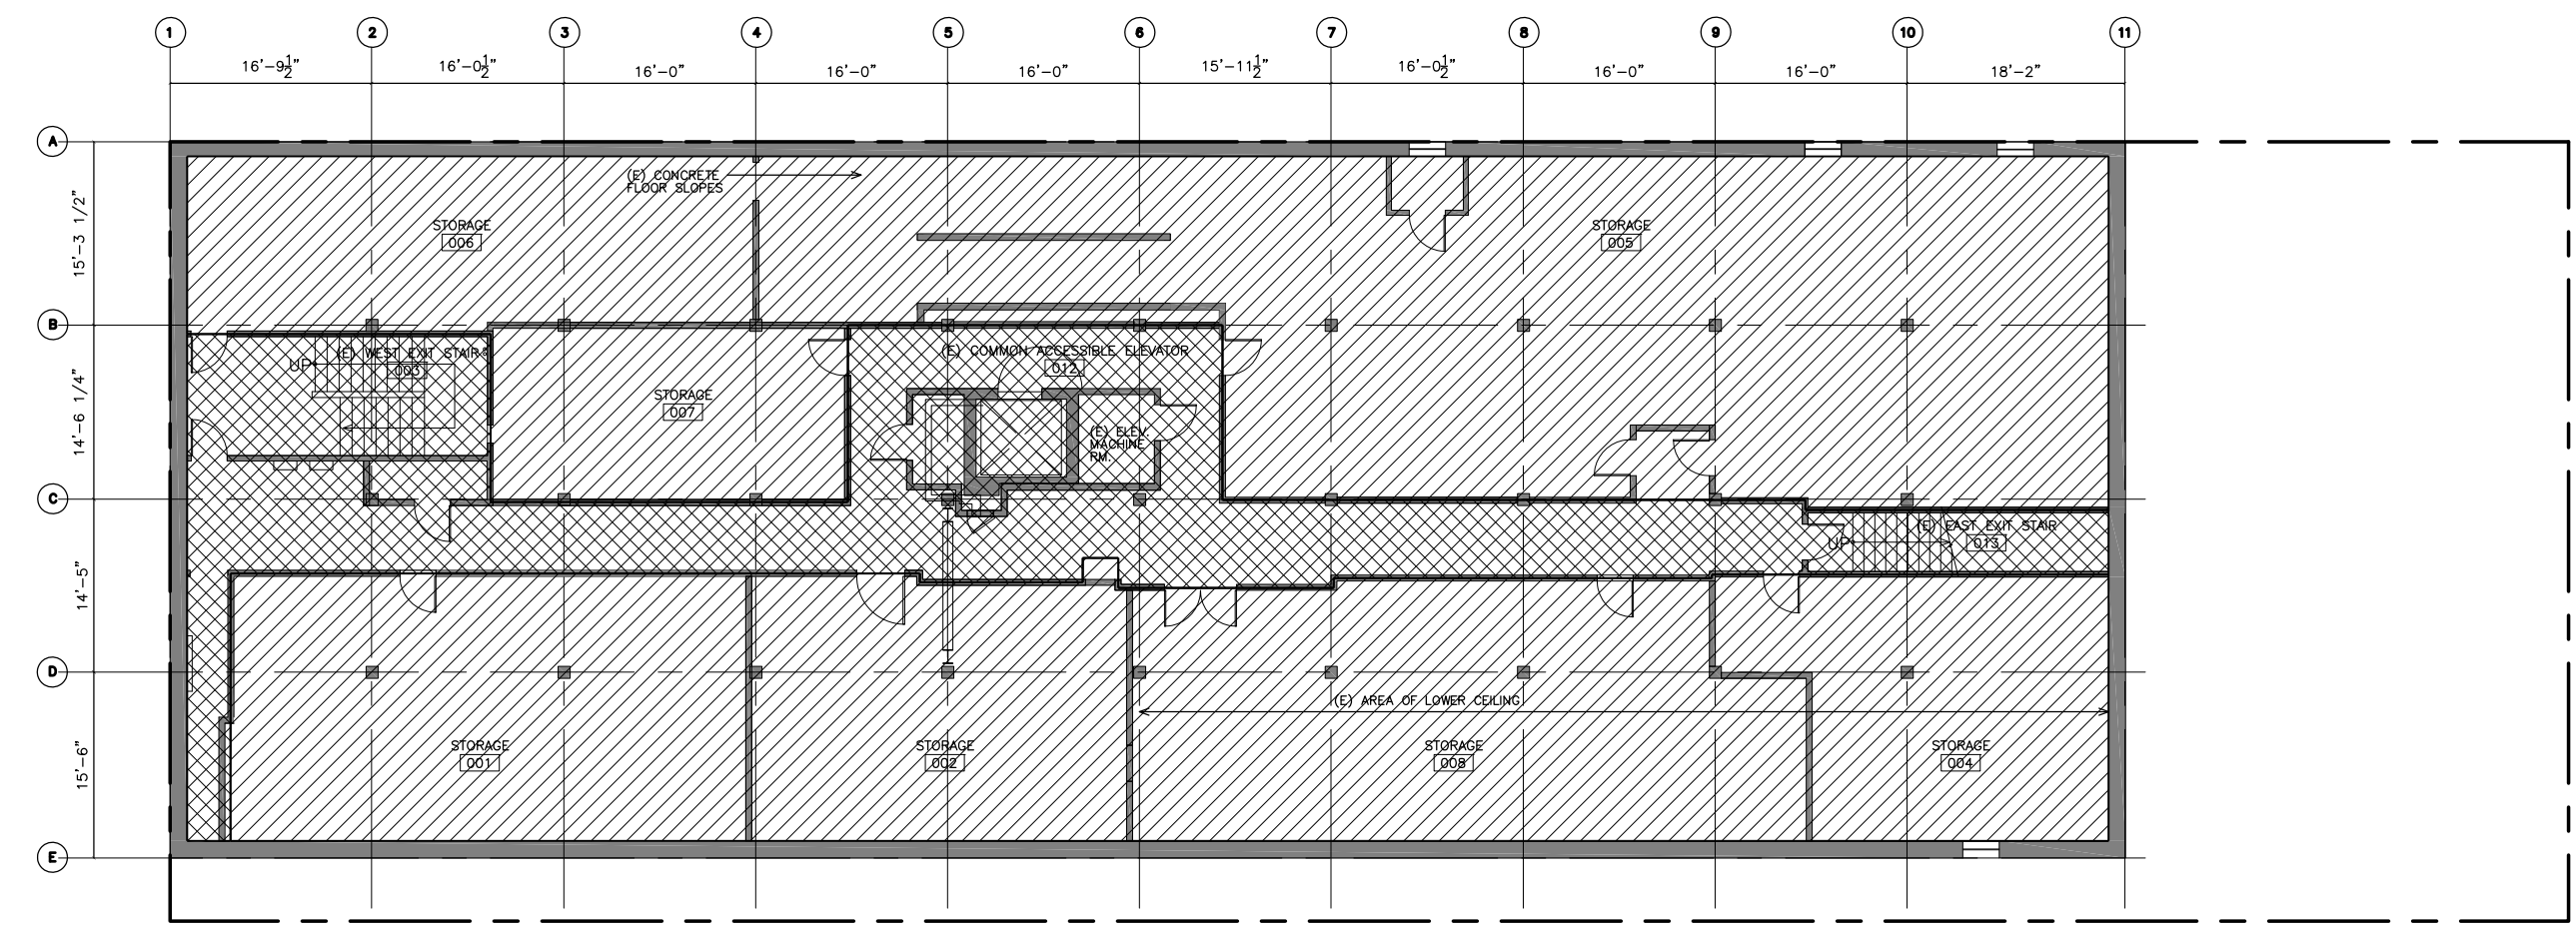 1 2 3 4 5 6 7 8 9 10 11
16'-9 1/2" 16'-0 1/2" 16'-0" 16'-0" 16'-0" 15'-11 1/2" 16'-0 1/2" 16'-0" 16'-0" 18'-2"
A
(E) CONCRETE
FLOOR SLOPES
15'-3 1/2"
STORAGE
006
STORAGE
005
B
(E) WEST EXIT STAIR
003
UP
(E) COMMON ACCESSIBLE ELEVATOR
012
14'-6 1/4"
STORAGE
007
(E) ELEV.
MACHINE
RM.
C
(E) EAST EXIT STAIR
013
UP
14'-5"
D
(E) AREA OF LOWER CEILING
15'-6"
STORAGE
001
STORAGE
002
STORAGE
008
STORAGE
004
E